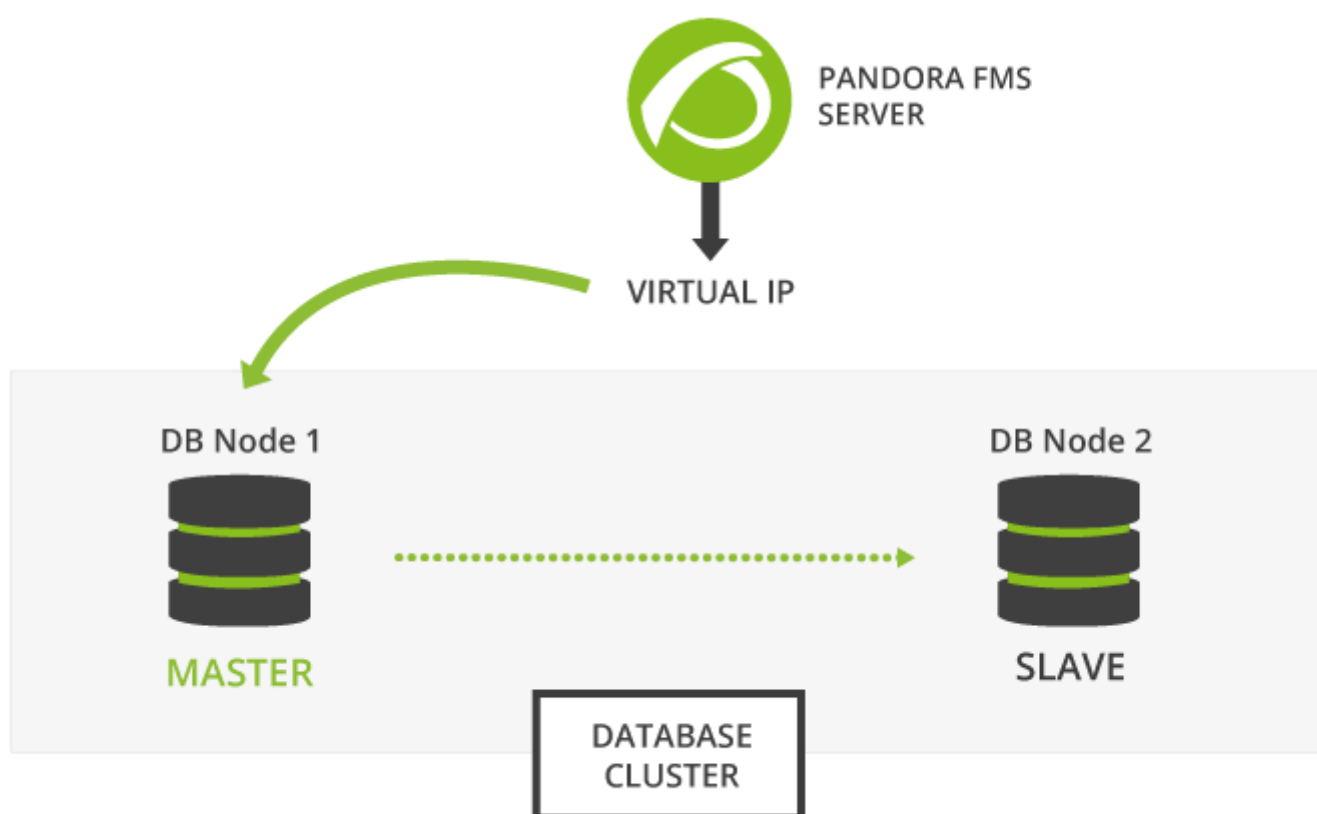 PANDORA FMS
SERVER
VIRTUAL IP
DB Node 1
DB Node 2
MASTER
SLAVE
DATABASE
CLUSTER